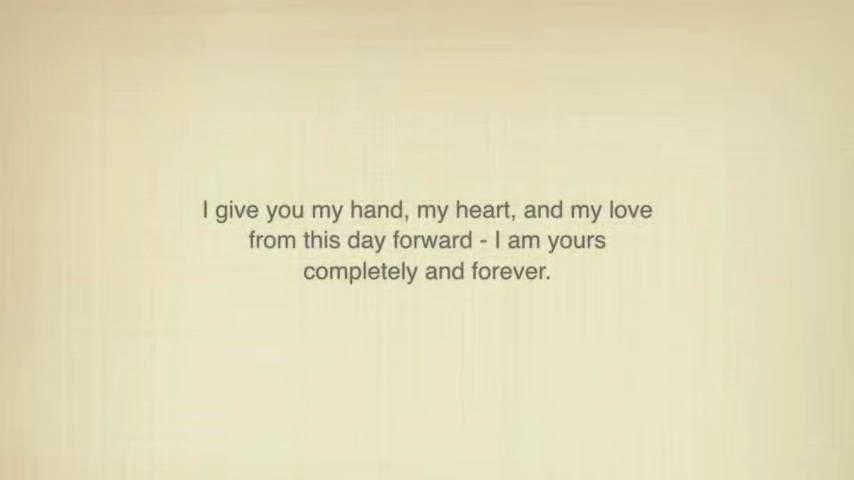 I give you my hand, my heart, and my love
from this day forward - I am yours
completely and forever.